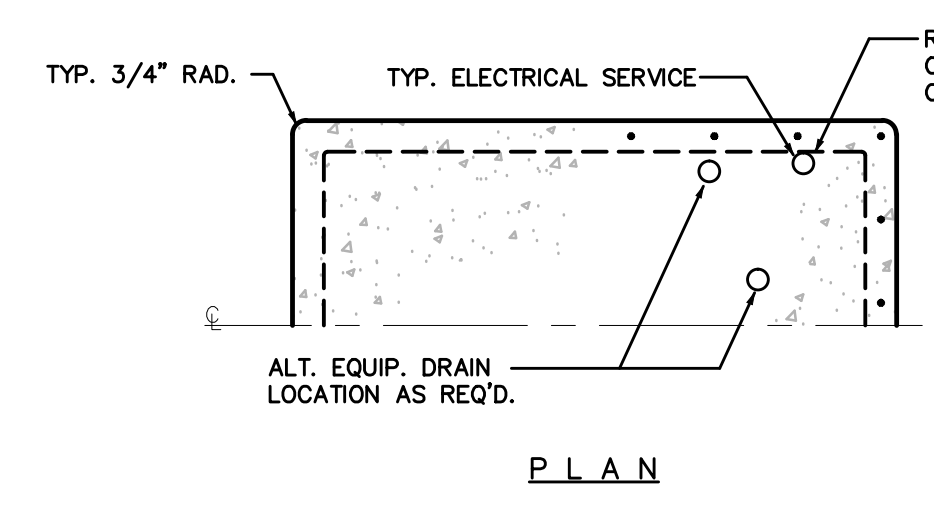 TYP. 3/4" RAD.
TYP. ELECTRICAL SERVICE
℄
ALT. EQUIP. DRAIN
LOCATION AS REQ'D.
PLAN